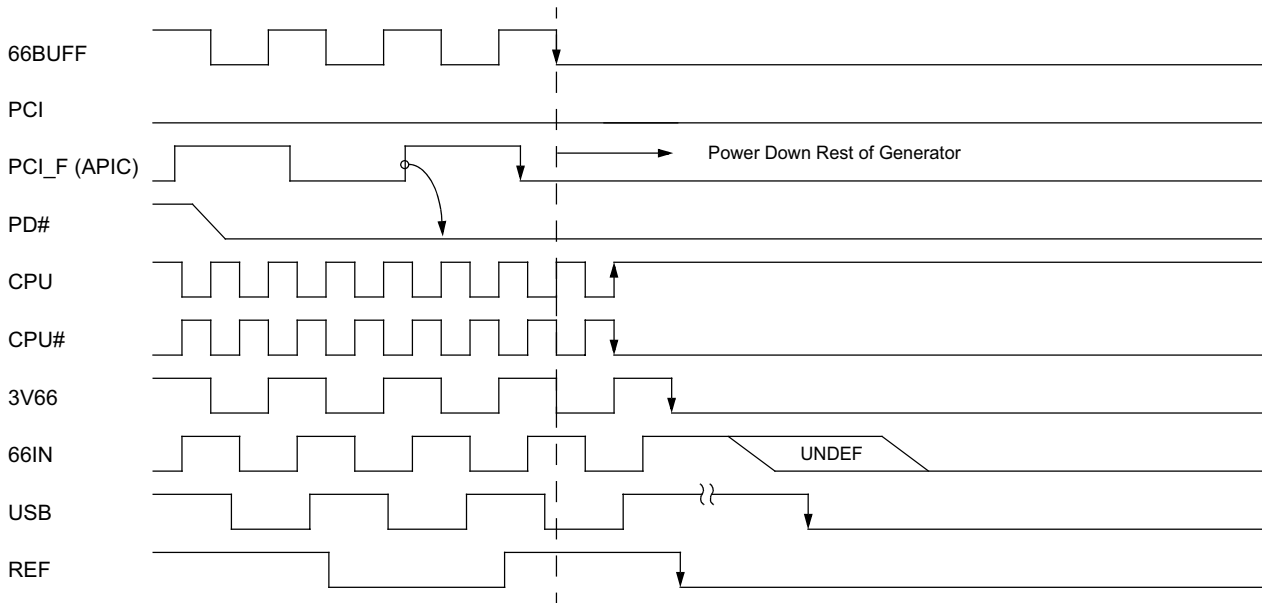 66BUFF
PCI
PCI_F (APIC)
Power Down Rest of Generator
PD#
CPU
CPU#
3V66
66IN
UNDEF
USB
REF